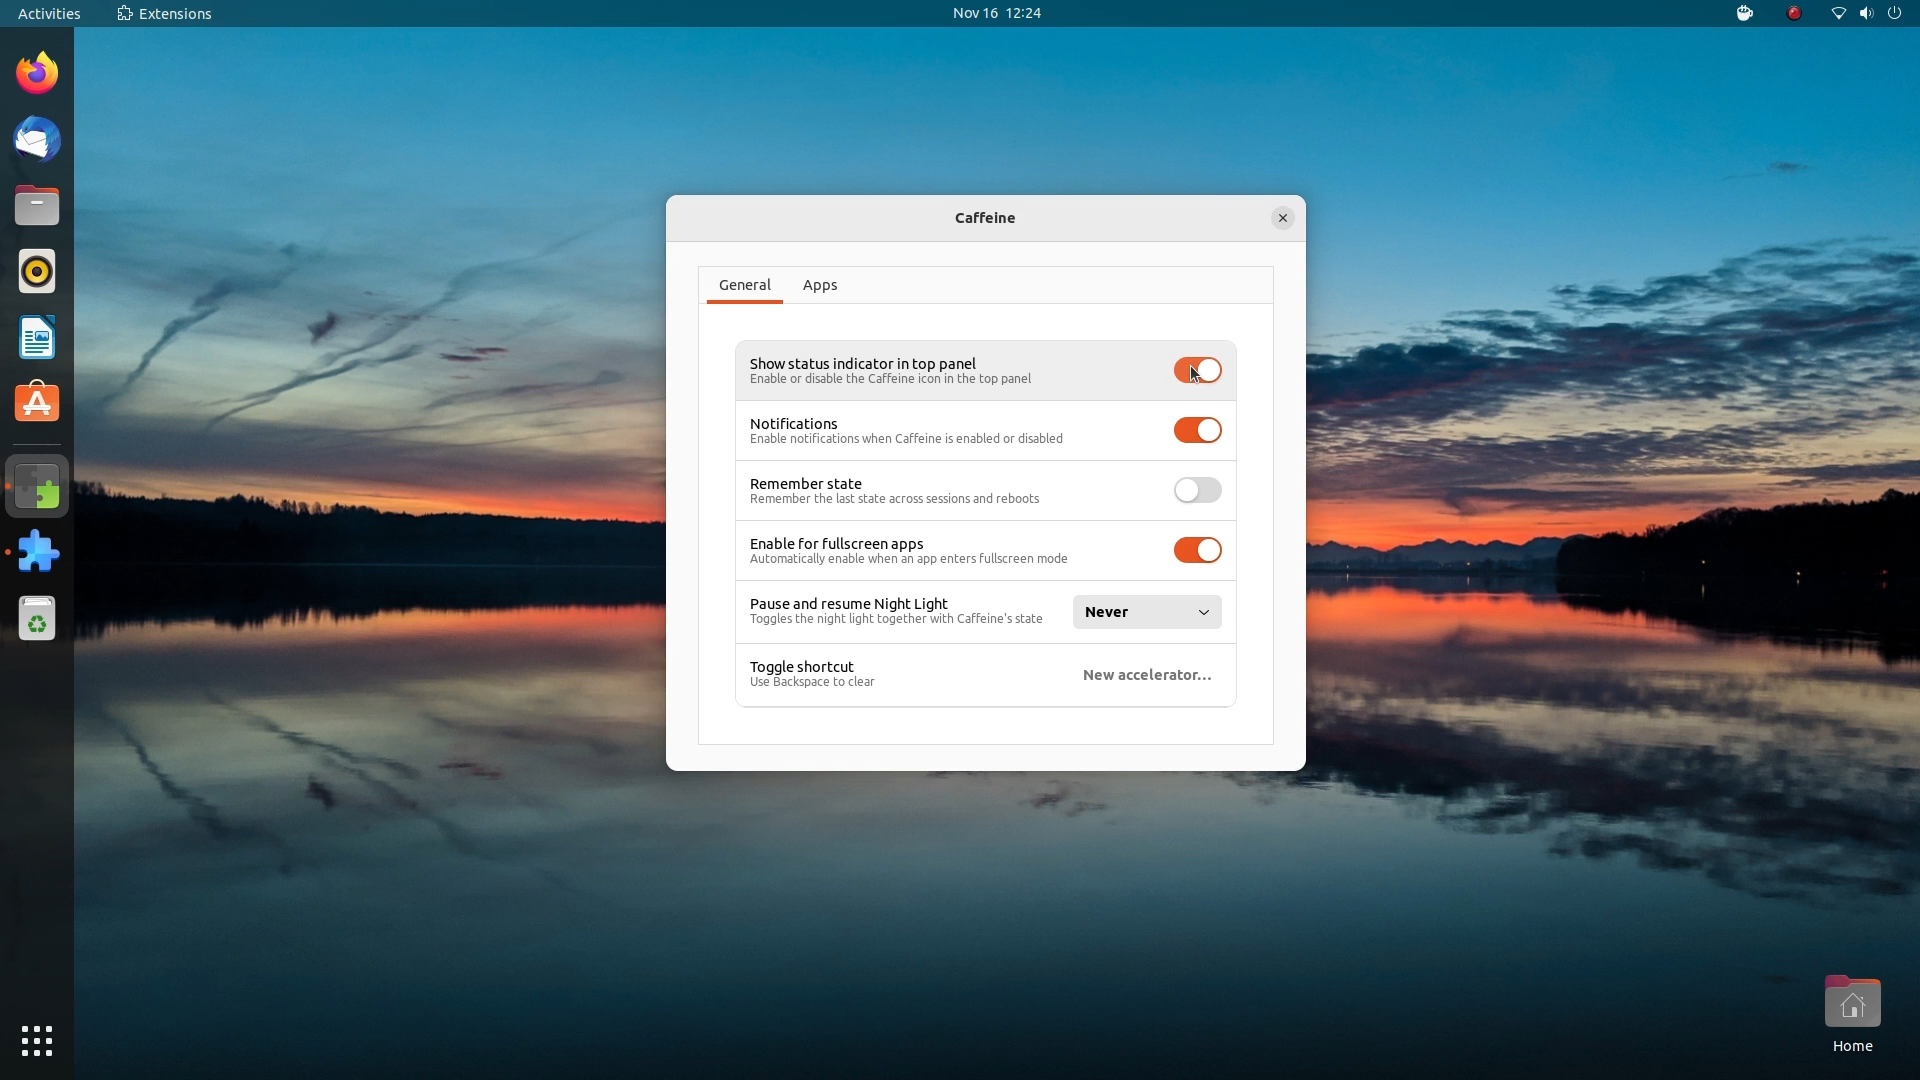 Activities
Extensions
Nov 16 12:24
Caffeine
General
Apps
Show status indicator in top panel
Enable or disable the Caffeine icon in the top panel
Notifications
Enable notifications when Caffeine is enabled or disabled
Remember state
Remember the last state across sessions and reboots
Enable for fullscreen apps
Automatically enable when an app enters fullscreen mode
Pause and resume Night Light
Toggles the night light together with Caffeine's state
Never
Toggle shortcut
Use Backspace to clear
New accelerator...
Home